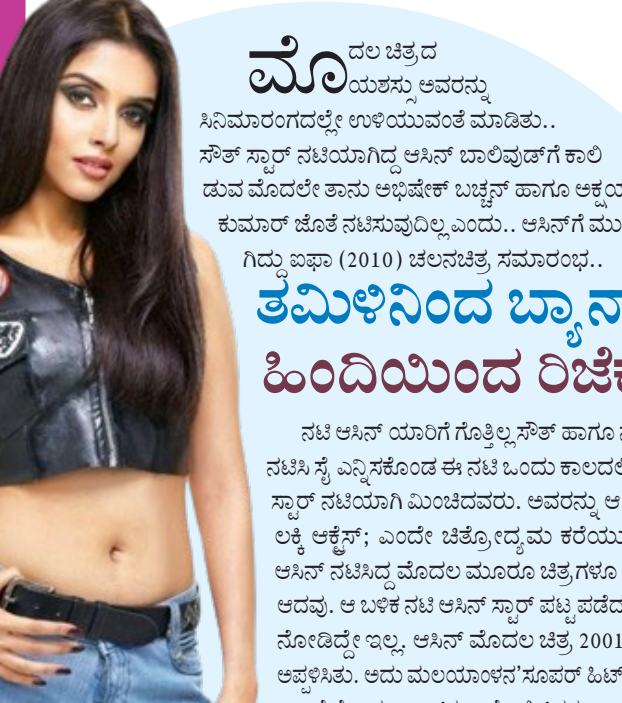 ಮೊದಲ ಚಿತ್ರದ
ಯಶಸ್ಸು ಅವರನ್ನು
ಸಿನಿಮಾರಂಗದಲ್ಲೇ ಉಳಿಯುವಂತೆ ಮಾಡಿತು..
ಸೌತ್ ಸ್ಟಾರ್ ನಟಿಯಾಗಿದ್ದ ಆಸಿನ್ ಬಾಲಿವುಡ್‌ಗೆ ಕಾಲಿ
ಡುವ ಮೊದಲೇ ತಾನು ಅಭಿಷೇಕ್ ಬಚ್ಚನ್ ಹಾಗೂ ಅಕ್ಷಯ
ಕುಮಾರ್ ಜೊತೆ ನಟಿಸುವುದಿಲ್ಲ ಎಂದು.. ಆಸಿನ್‌ಗೆ ಮು
ಗಿದ್ದು ಐಫಾ (2010) ಚಲನಚಿತ್ರ ಸಮಾರಂಭ..
ತಮಿಳಿನಿಂದ ಬ್ಯಾನ
ಹಿಂದಿಯಿಂದ ರಿಜೆಕ
ನಟಿ ಆಸಿನ್ ಯಾರಿಗೆ ಗೊತ್ತಿಲ್ಲ ಸೌತ್ ಹಾಗೂ
ನಟಿಸಿ ಸೈ ಎನ್ನಿಸಕೊಂಡ ಈ ನಟಿ ಒಂದು ಕಾಲದಲಿ
ಸ್ಟಾರ್ ನಟಿಯಾಗಿ ಮಿಂಚಿದವರು. ಅವರನ್ನು ಆ
ಲಕ್ಕಿ ಆಕ್ಟ್ರೆಸ್; ಎಂದೇ ಚಿತ್ರೋದ್ಯಮ ಕರೆಯು
ಆಸಿನ್ ನಟಿಸಿದ್ದ ಮೊದಲ ಮೂರೂ ಚಿತ್ರಗಳೂ
ಆದವು. ಆ ಬಳಿಕ ನಟಿ ಆಸಿನ್ ಸ್ಟಾರ್ ಪಟ್ಟ ಪಡೆದ
ನೋಡಿದ್ದೇ ಇಲ್ಲ. ಆಸಿನ್ ಮೊದಲ ಚಿತ್ರ 2001
ಅಪ್ಪಳಿಸಿತು. ಅದು ಮಲಯಾಂಳನ'ಸೂಪರ್ ಹಿಟ್